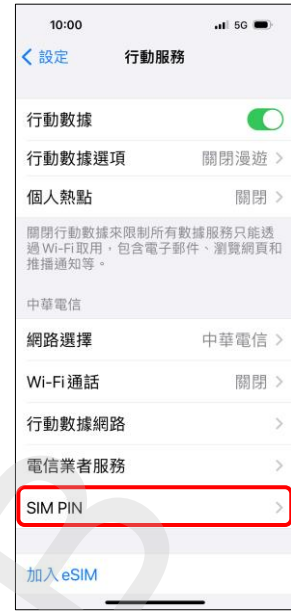 10:00 5G
設定 行動服務
行動數據
行動數據選項 關閉漫遊
個人熱點 關閉
關閉行動數據來限制所有數據服務只能透
過 Wi-Fi 取用,包含電子郵件、瀏覽網頁和
推播通知等。
中華電信
網路選擇 中華電信
Wi-Fi 通話 關閉
行動數據網路
電信業者服務
SIM PIN
加入 eSIM